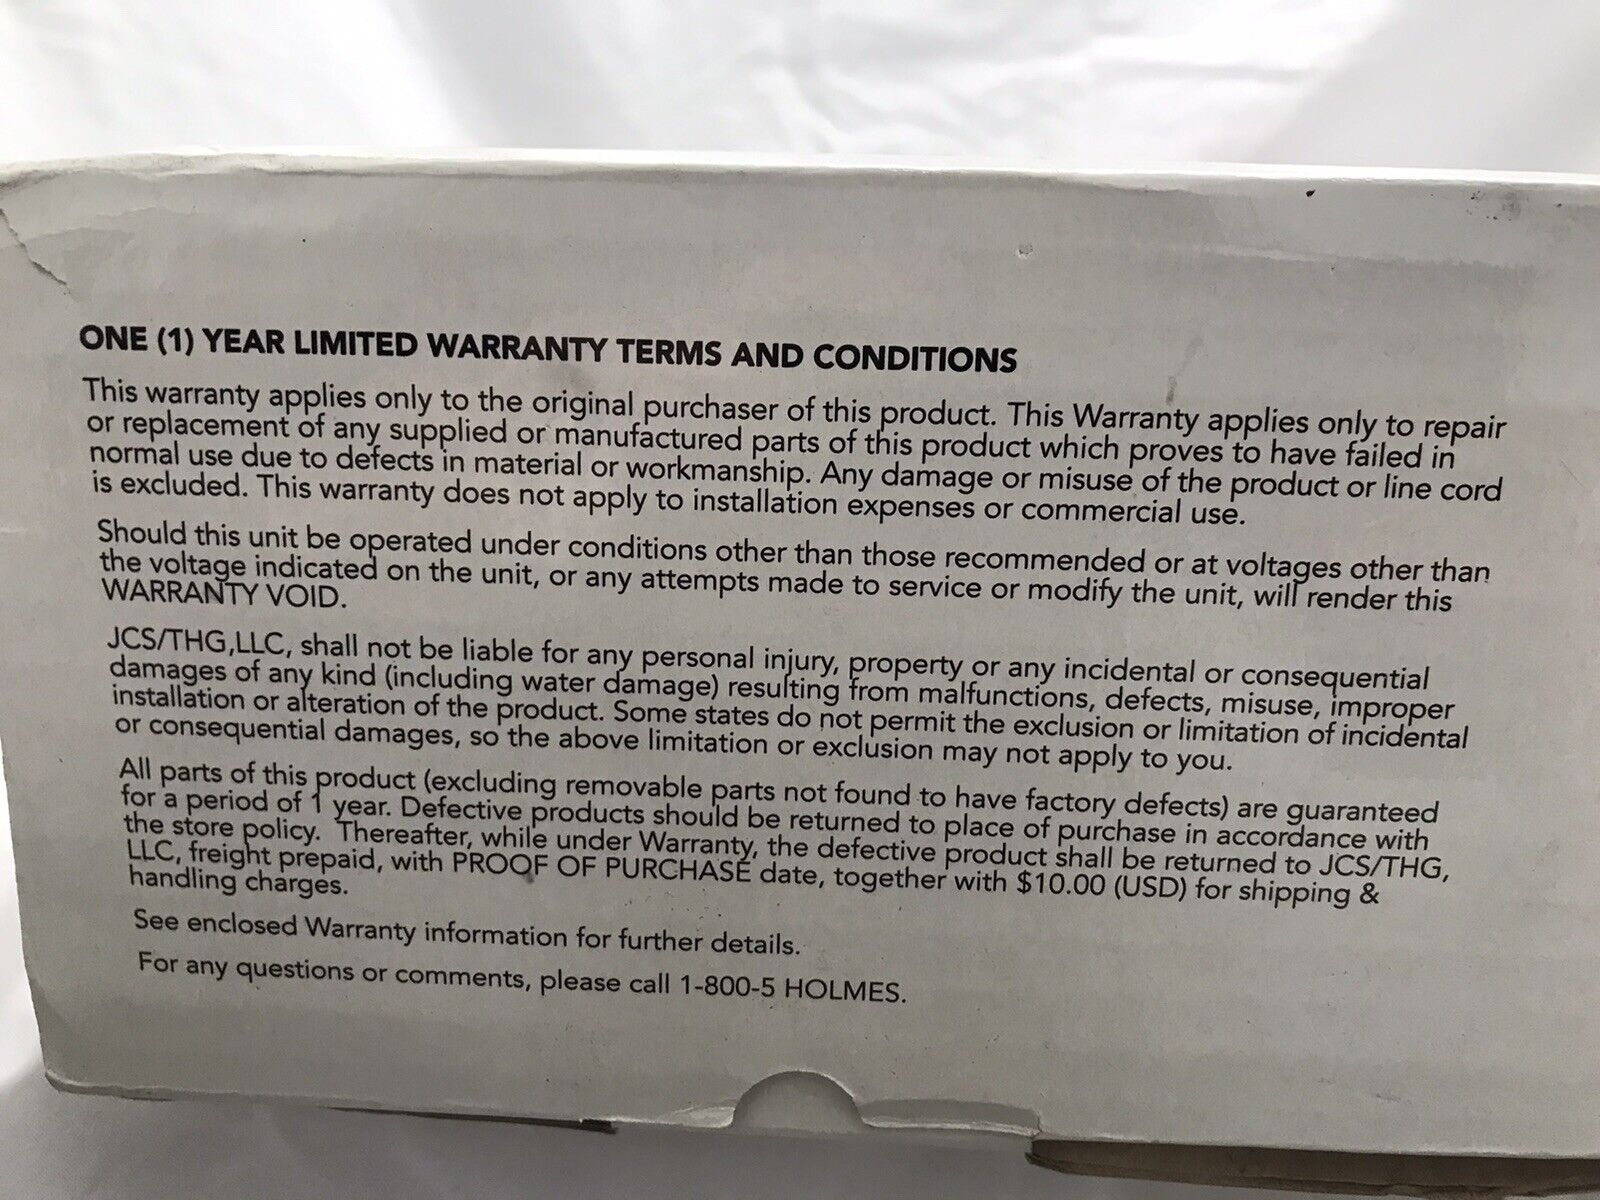 ONE (1) YEAR LIMITED WARRANTY TERMS AND CONDITIONS
This warranty applies only to the original purchaser of this product. This Warranty applies only to repair
or replacement of any supplied or manufactured parts of this product which proves to have failed in
normal use due to defects in material or workmanship. Any damage or misuse of the product or line cord
is excluded. This warranty does not apply to installation expenses or commercial use.
Should this unit be operated under conditions other than those recommended or at voltages other than
the voltage indicated on the unit, or any attempts made to service or modify the unit, will render this
WARRANTY VOID.
JCS/THG,LLC, shall not be liable for any personal injury, property or any incidental or consequential
damages of any kind (including water damage) resulting from malfunctions, defects, misuse, improper
installation or alteration of the product. Some states do not permit the exclusion or limitation of incidental
or consequential damages, so the above limitation or exclusion may not apply to you.
All parts of this product (excluding removable parts not found to have factory defects) are guaranteed
for a period of 1 year. Defective products should be returned to place of purchase in accordance with
the store policy. Thereafter, while under Warranty, the defective product shall be returned to JCS/THG,
LLC, freight prepaid, with PROOF OF PURCHASE date, together with $10.00 (USD) for shipping &
handling charges.
See enclosed Warranty information for further details.
For any questions or comments, please call 1-800-5 HOLMES.